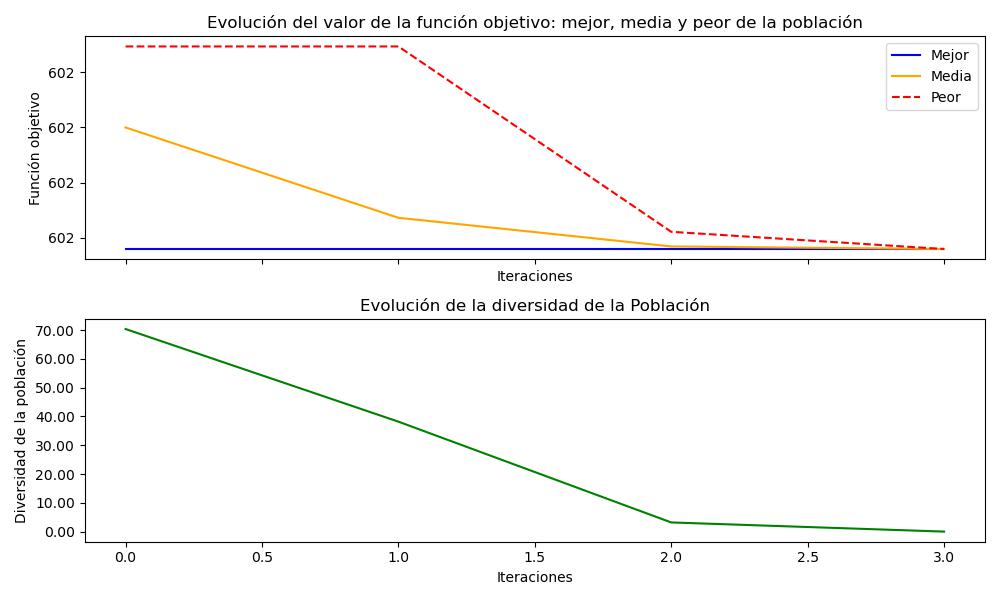 Evolución del valor de la función objetivo: mejor, media y peor de la población
Mejor
Media
Peor
602
602
602
602
Función objetivo
Iteraciones
Evolución de la diversidad de la Población
70.00
60.00
50.00
40.00
30.00
20.00
10.00
0.00
Diversidad de la población
0.0 0.5 1.0 1.5 2.0 2.5 3.0
Iteraciones